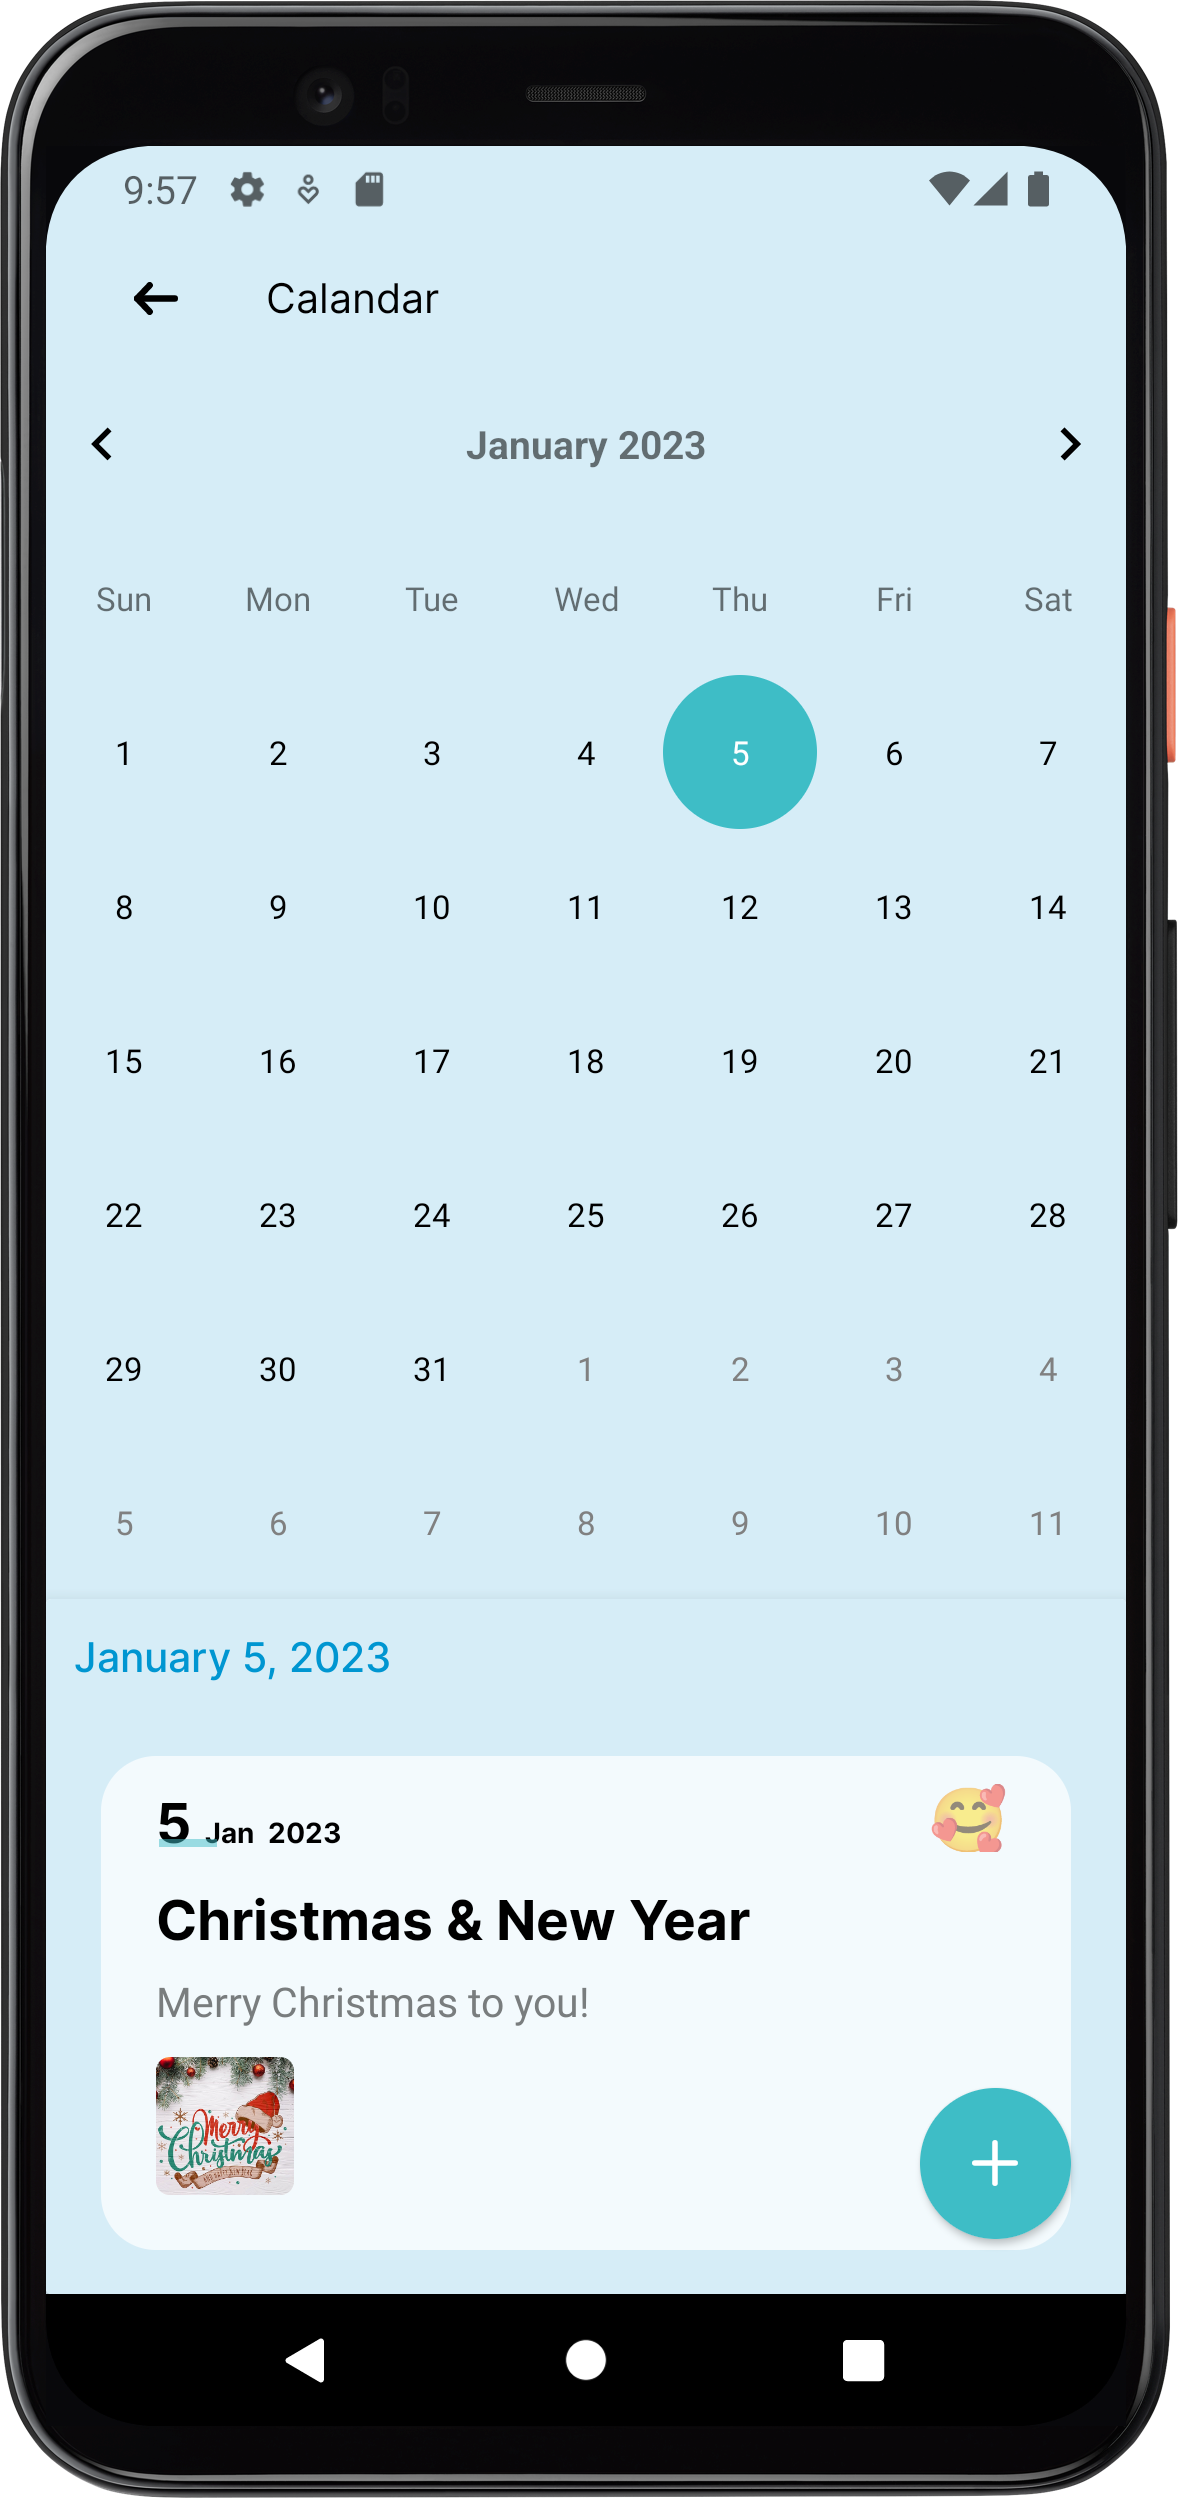 9:57
Calandar
January 2023
Sun Mon Tue Wed Thu Fri Sat
1 2 3 4 5 6 7
8 9 10 11 12 13 14
15 16 17 18 19 20 21
22 23 24 25 26 27 28
29 30 31 1 2 3 4
5 6 7 8 9 10 11
January 5, 2023
5 Jan 2023
Christmas & New Year
Merry Christmas to you!
Merry
Christmas